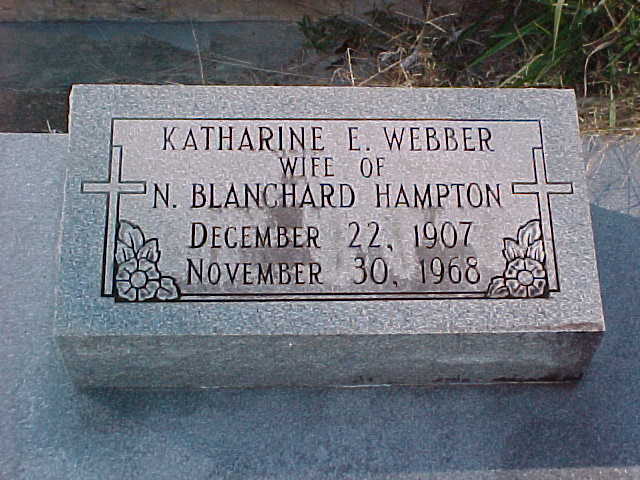 KATHARINE E. WEBBER
WIFE OF
N. BLANCHARD HAMPTON
DECEMBER 22, 1907
NOVEMBER 30, 1968